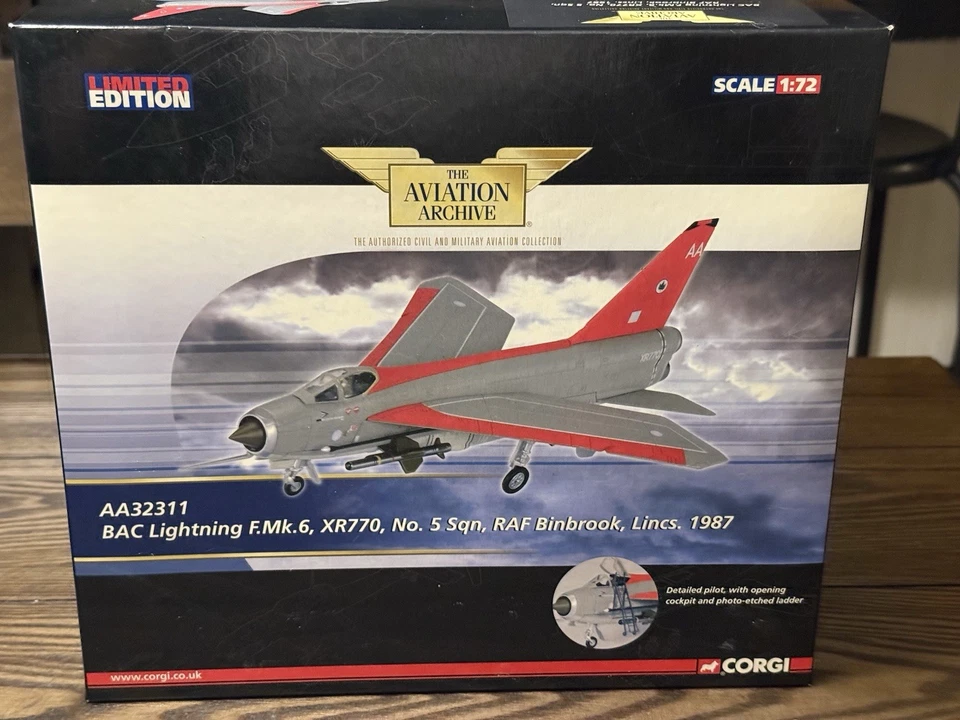 LIMITED
EDITION
SCALE 1:72
THE
AVIATION
ARCHIVE
THE AUTHORIZED CIVIL AND MILITARY AVIATION COLLECTION
AA
XR770
AA32311
BAC Lightning F.Mk.6, XR770, No. 5 Sqn, RAF Binbrook, Lincs. 1987
Detailed pilot, with opening
cockpit and photo-etched ladder
www.corgi.co.uk
CORGI